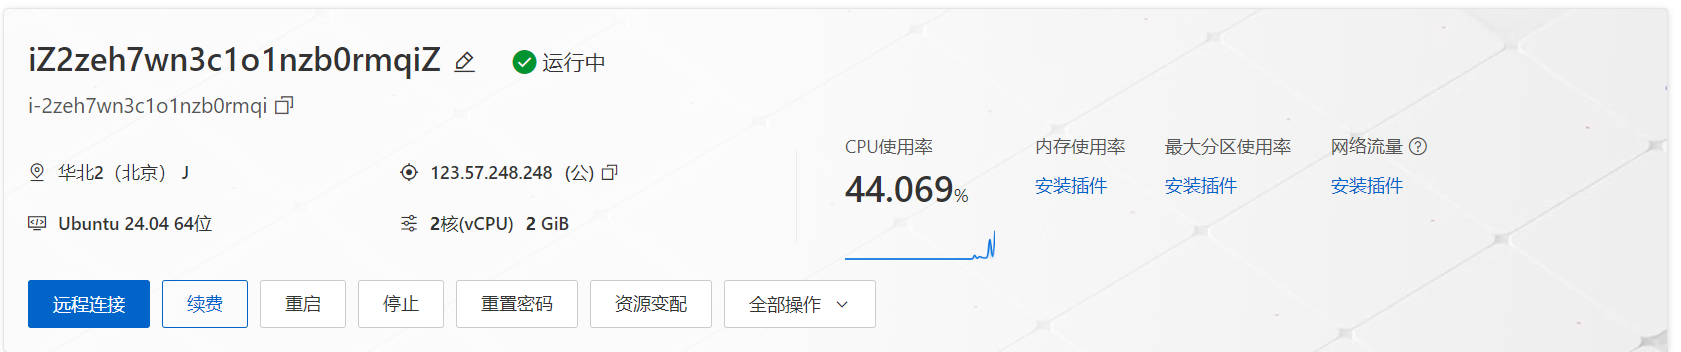 iZ2zeh7wn3c1o1nzb0rmqiZ 运行中
i-2zeh7wn3c1o1nzb0rmqi
华北2（北京） J 123.57.248.248 (公)
Ubuntu 24.04 64位 2核(vCPU) 2 GiB
CPU使用率 内存使用率 最大分区使用率 网络流量
44.069% 安装插件 安装插件 安装插件
远程连接 续费 重启 停止 重置密码 资源变配 全部操作